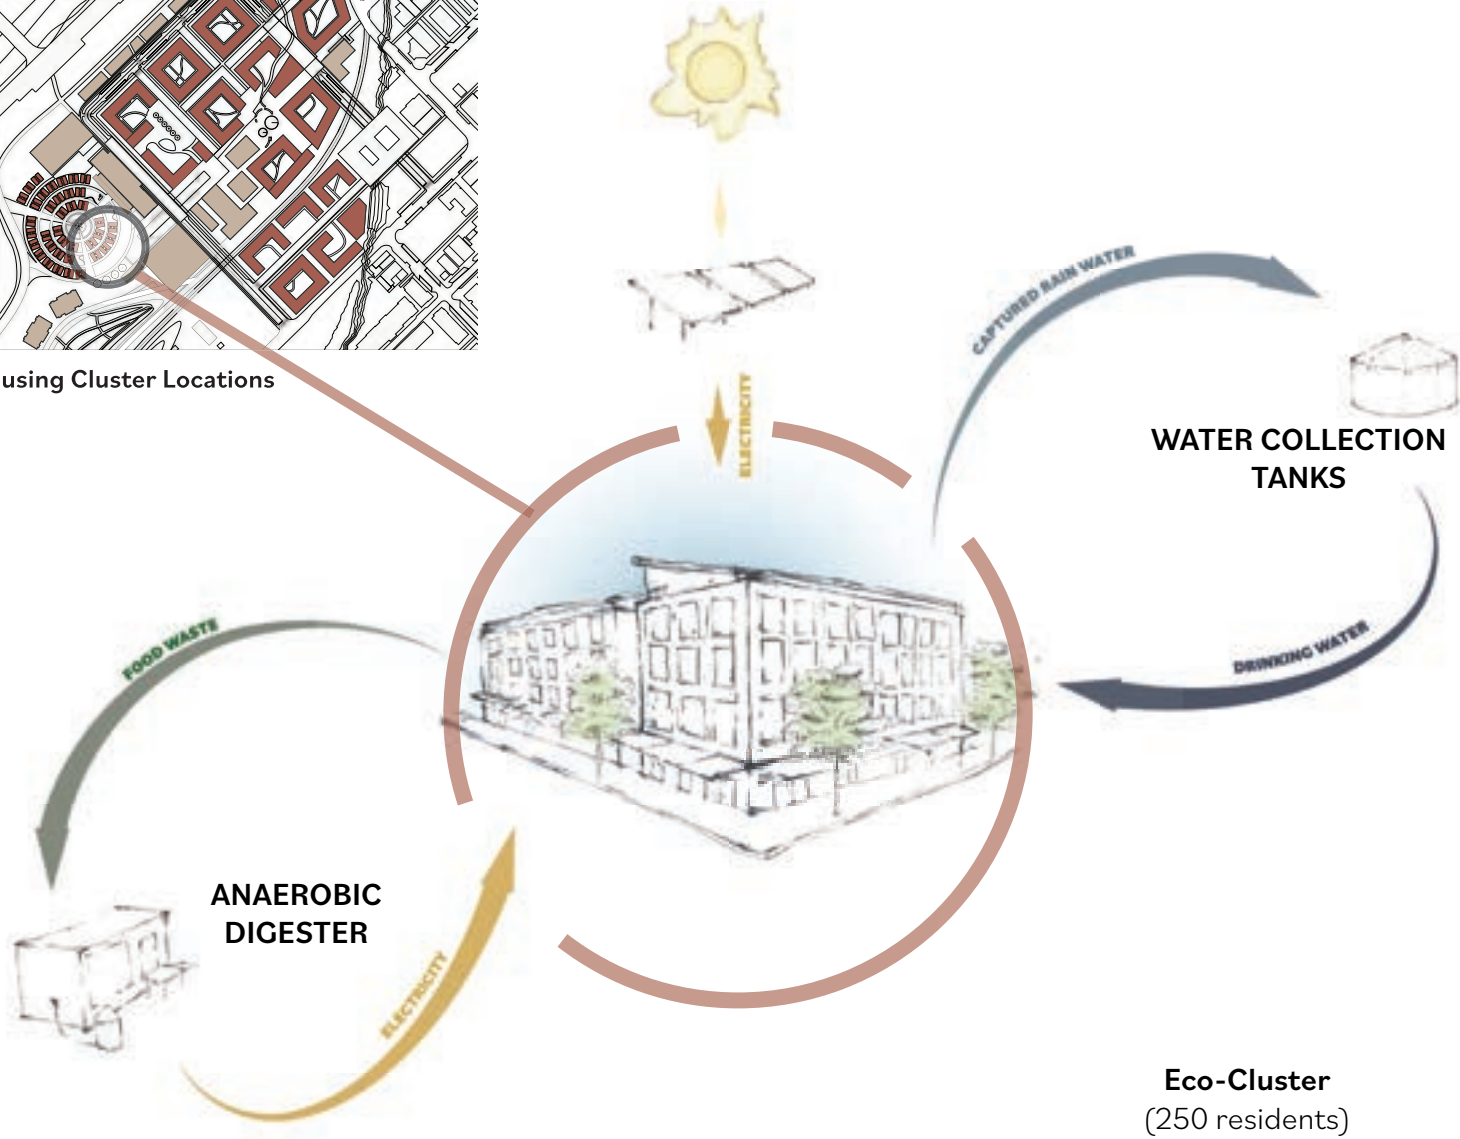 using Cluster Locations
ELECTRICITY
CAPTURED RAIN WATER
WATER COLLECTION
TANKS
DRINKING WATER
FOOD WASTE
ANAEROBIC
DIGESTER
ELECTRICITY
Eco-Cluster
(250 residents)